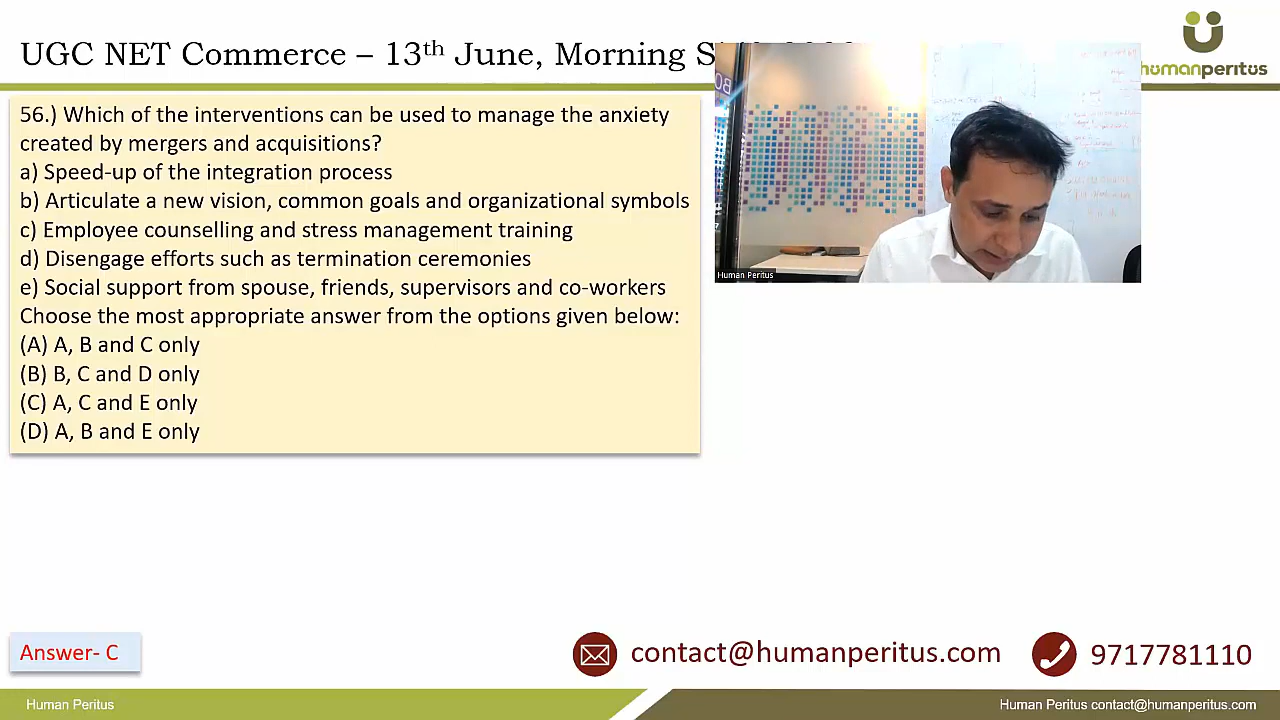 UGC NET Commerce – 13th June, Morning
humanperitus
56.) Which of the interventions can be used to manage the anxiety
created by mergers and acquisitions?
a) Speed-up of the integration process
b) Articulate a new vision, common goals and organizational symbols
c) Employee counselling and stress management training
d) Disengage efforts such as termination ceremonies
e) Social support from spouse, friends, supervisors and co-workers
Choose the most appropriate answer from the options given below:
(A) A, B and C only
(B) B, C and D only
(C) A, C and E only
(D) A, B and E only
Human Peritus
Answer- C
contact@humanperitus.com
9717781110
Human Peritus
Human Peritus contact@humanperitus.com